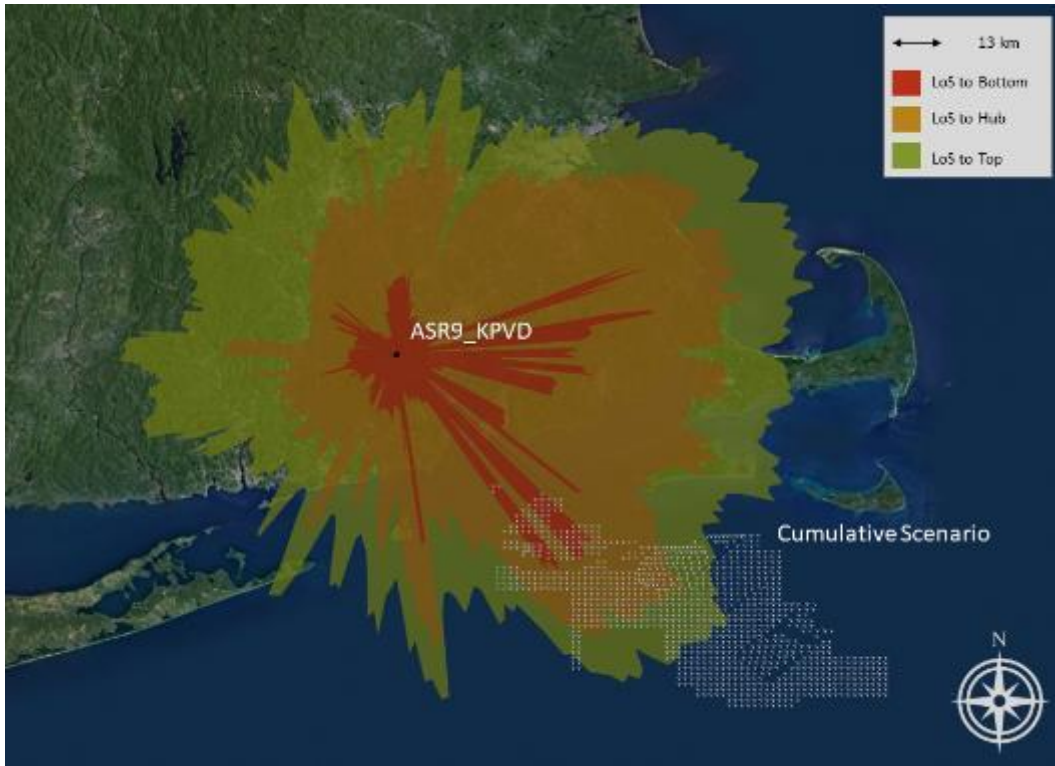 13 km
LoS to Bottom
LoS to Hub
LoS to Top
ASR9_KPVD
Cumulative Scenario
N